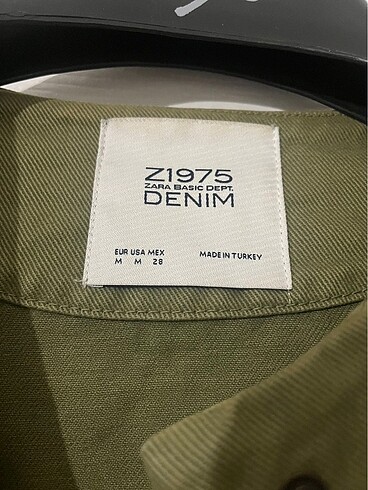 Z1975
ZARA BASIC DEPT.
DENIM
EUR USA MEX
M M 28
MADE IN TURKEY